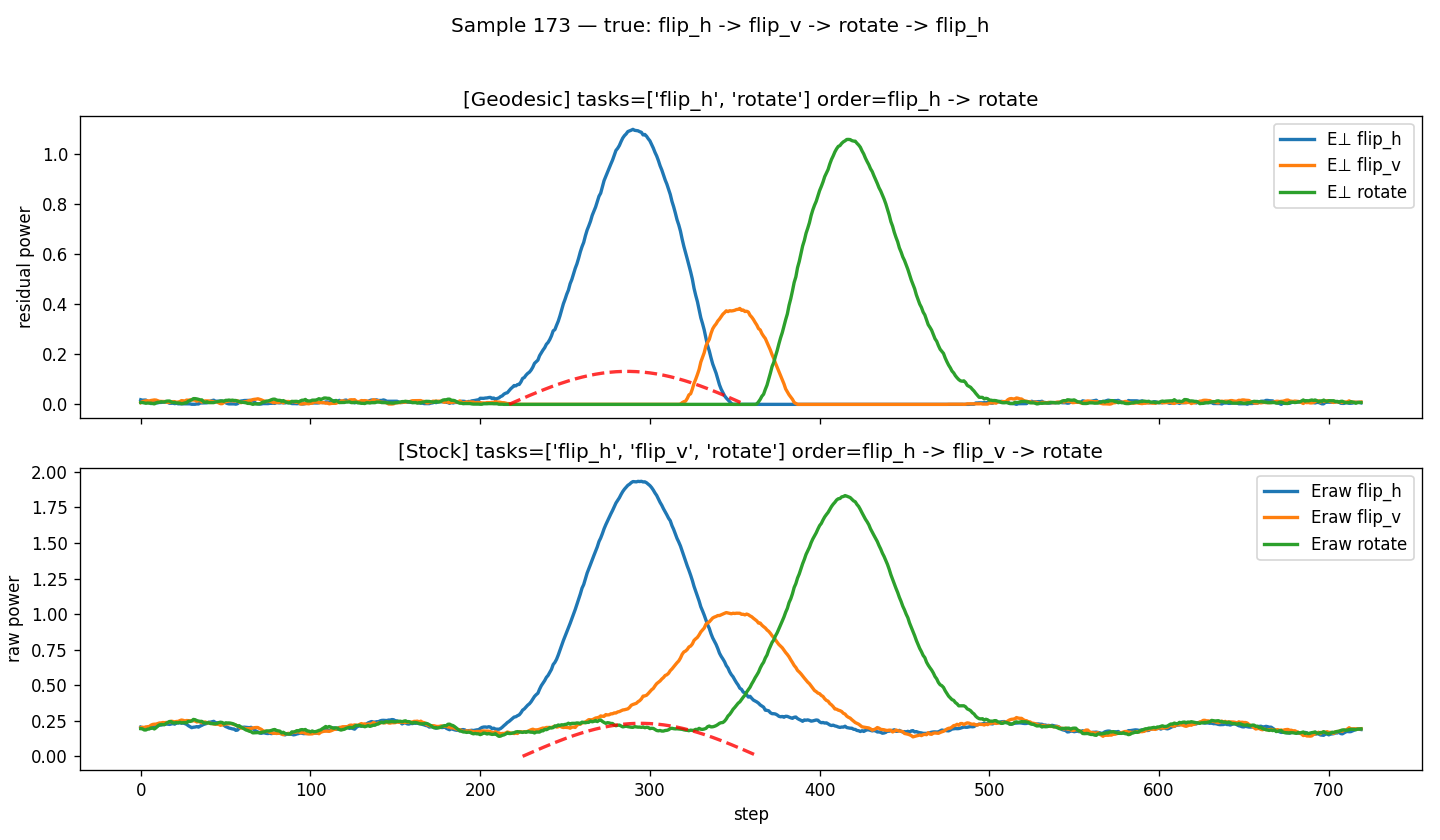 Sample 173 — true: flip_h -> flip_v -> rotate -> flip_h
[Geodesic] tasks=['flip_h', 'rotate'] order=flip_h -> rotate
residual power
1.0
0.8
0.6
0.4
0.2
0.0
E⊥ flip_h
E⊥ flip_v
E⊥ rotate
[Stock] tasks=['flip_h', 'flip_v', 'rotate'] order=flip_h -> flip_v -> rotate
raw power
2.00
1.75
1.50
1.25
1.00
0.75
0.50
0.25
0.00
Eraw flip_h
Eraw flip_v
Eraw rotate
0 100 200 300 400 500 600 700
step